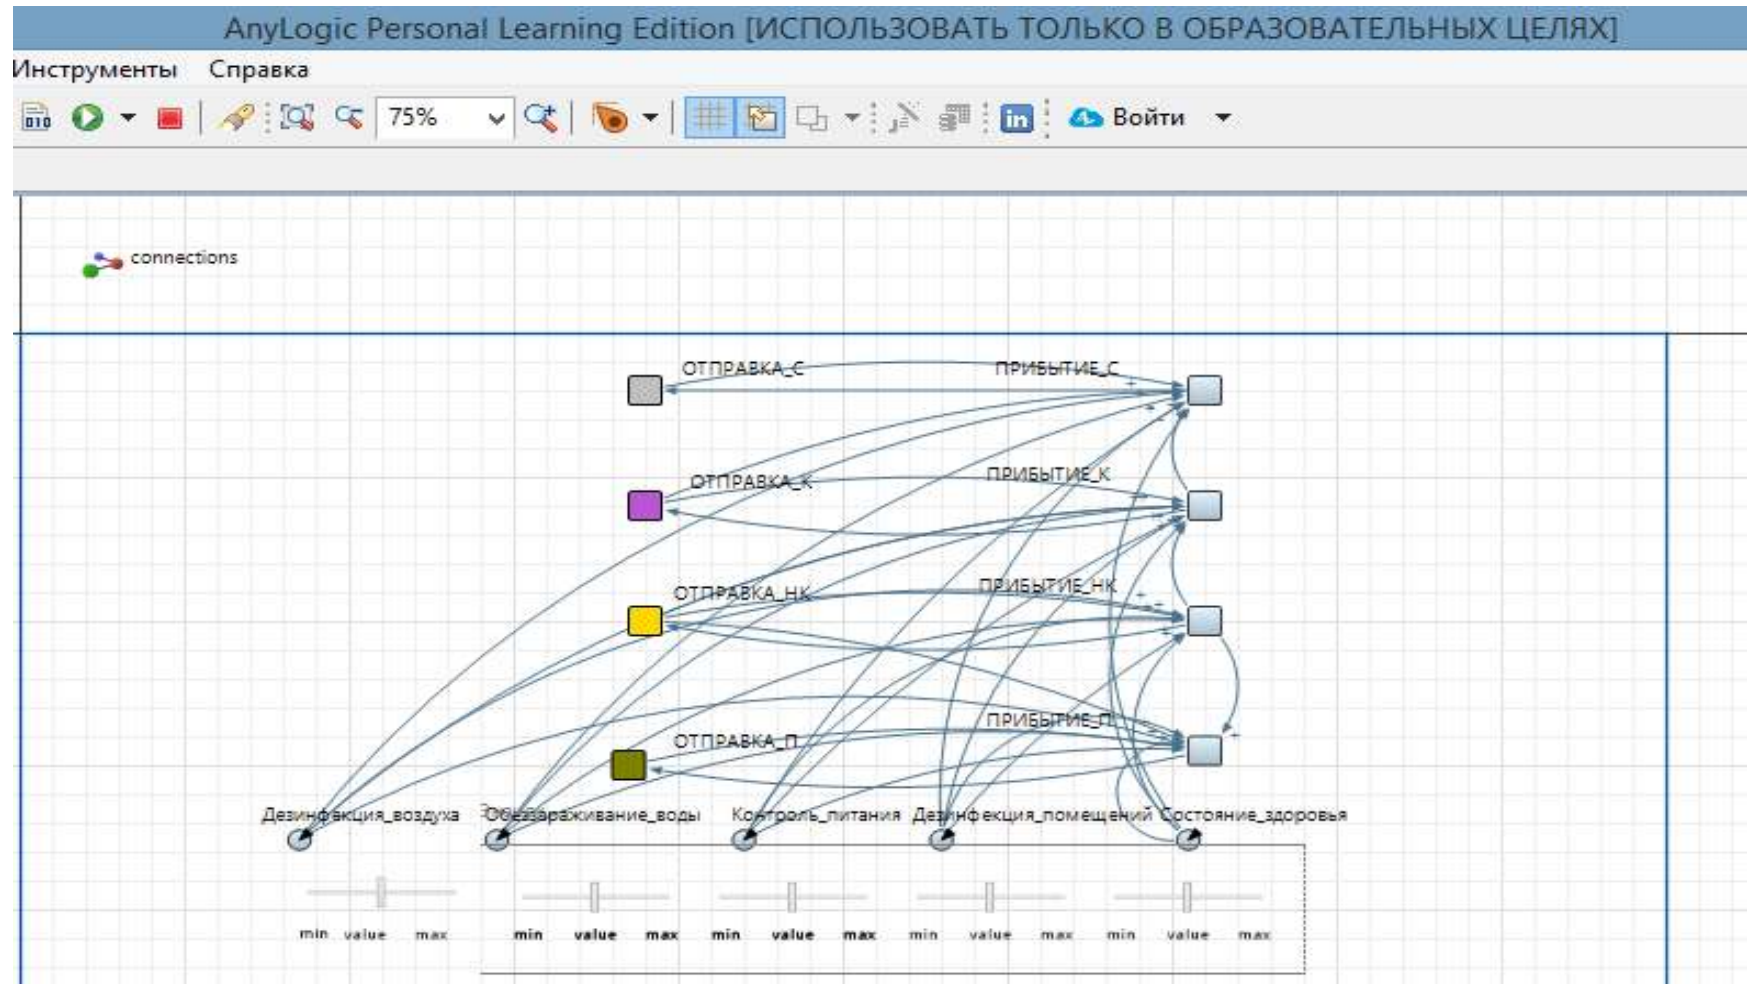 AnyLogic Personal Learning Edition [ИСПОЛЬЗОВАТЬ ТОЛЬКО В ОБРАЗОВАТЕЛЬНЫХ ЦЕЛЯХ]
Инструменты Справка
010 75% in Войти
connections
ОТПРАВКА_С ПРИБЫТИЕ_С
ОТПРАВКА_К ПРИБЫТИЕ_К
ОТПРАВКА_НК ПРИБЫТИЕ_НК
ОТПРАВКА_П ПРИБЫТИЕ_П
Дезинфекция_воздуха Обеззараживание_воды Контроль_питания Дезинфекция_помещений Состояние_здоровья
min value max min value max min value max min value max min value max